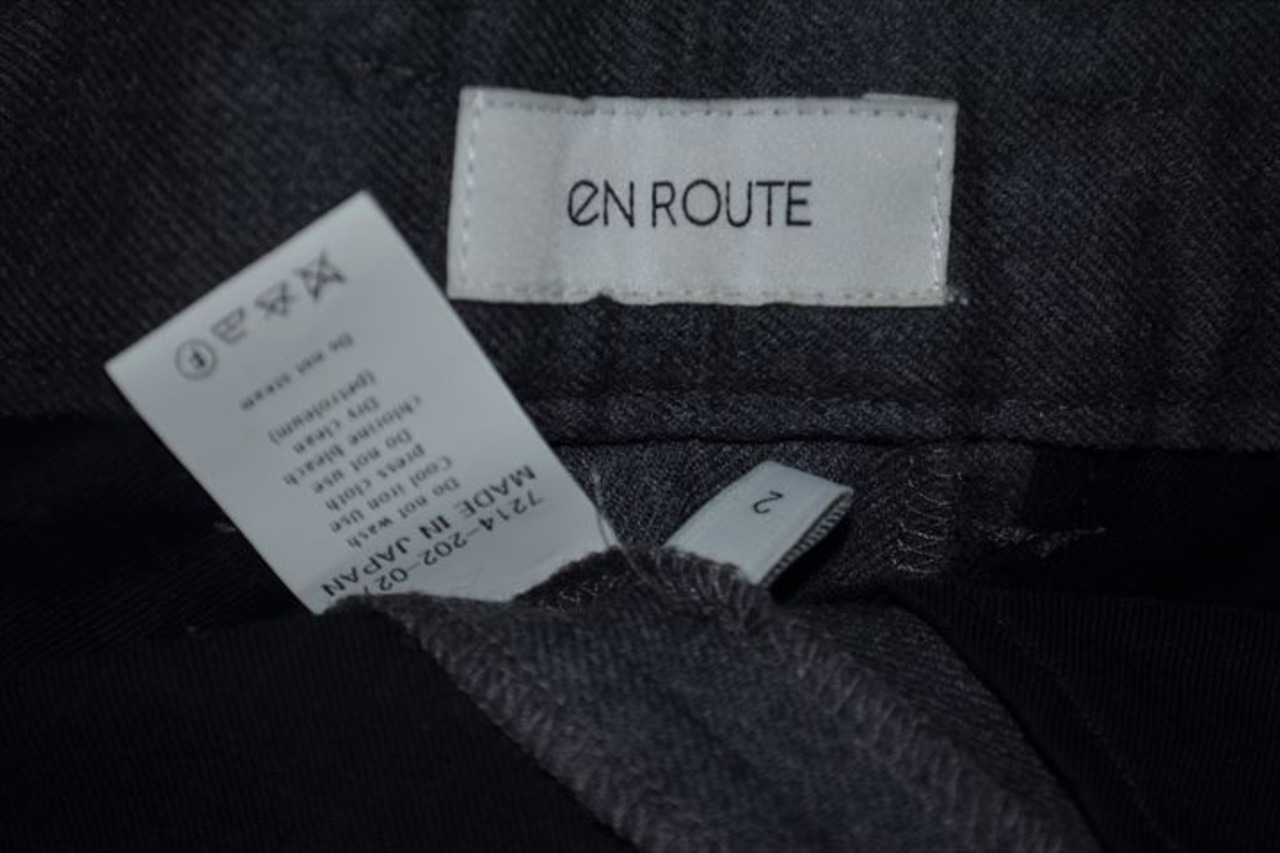 eN ROUTE
7214-202-02
MADE IN JAPAN
Do not wash
Cool iron Use
press cloth
Do not use
chlorine bleach
Dry clean
(petroleum)
Do not steam
F
2